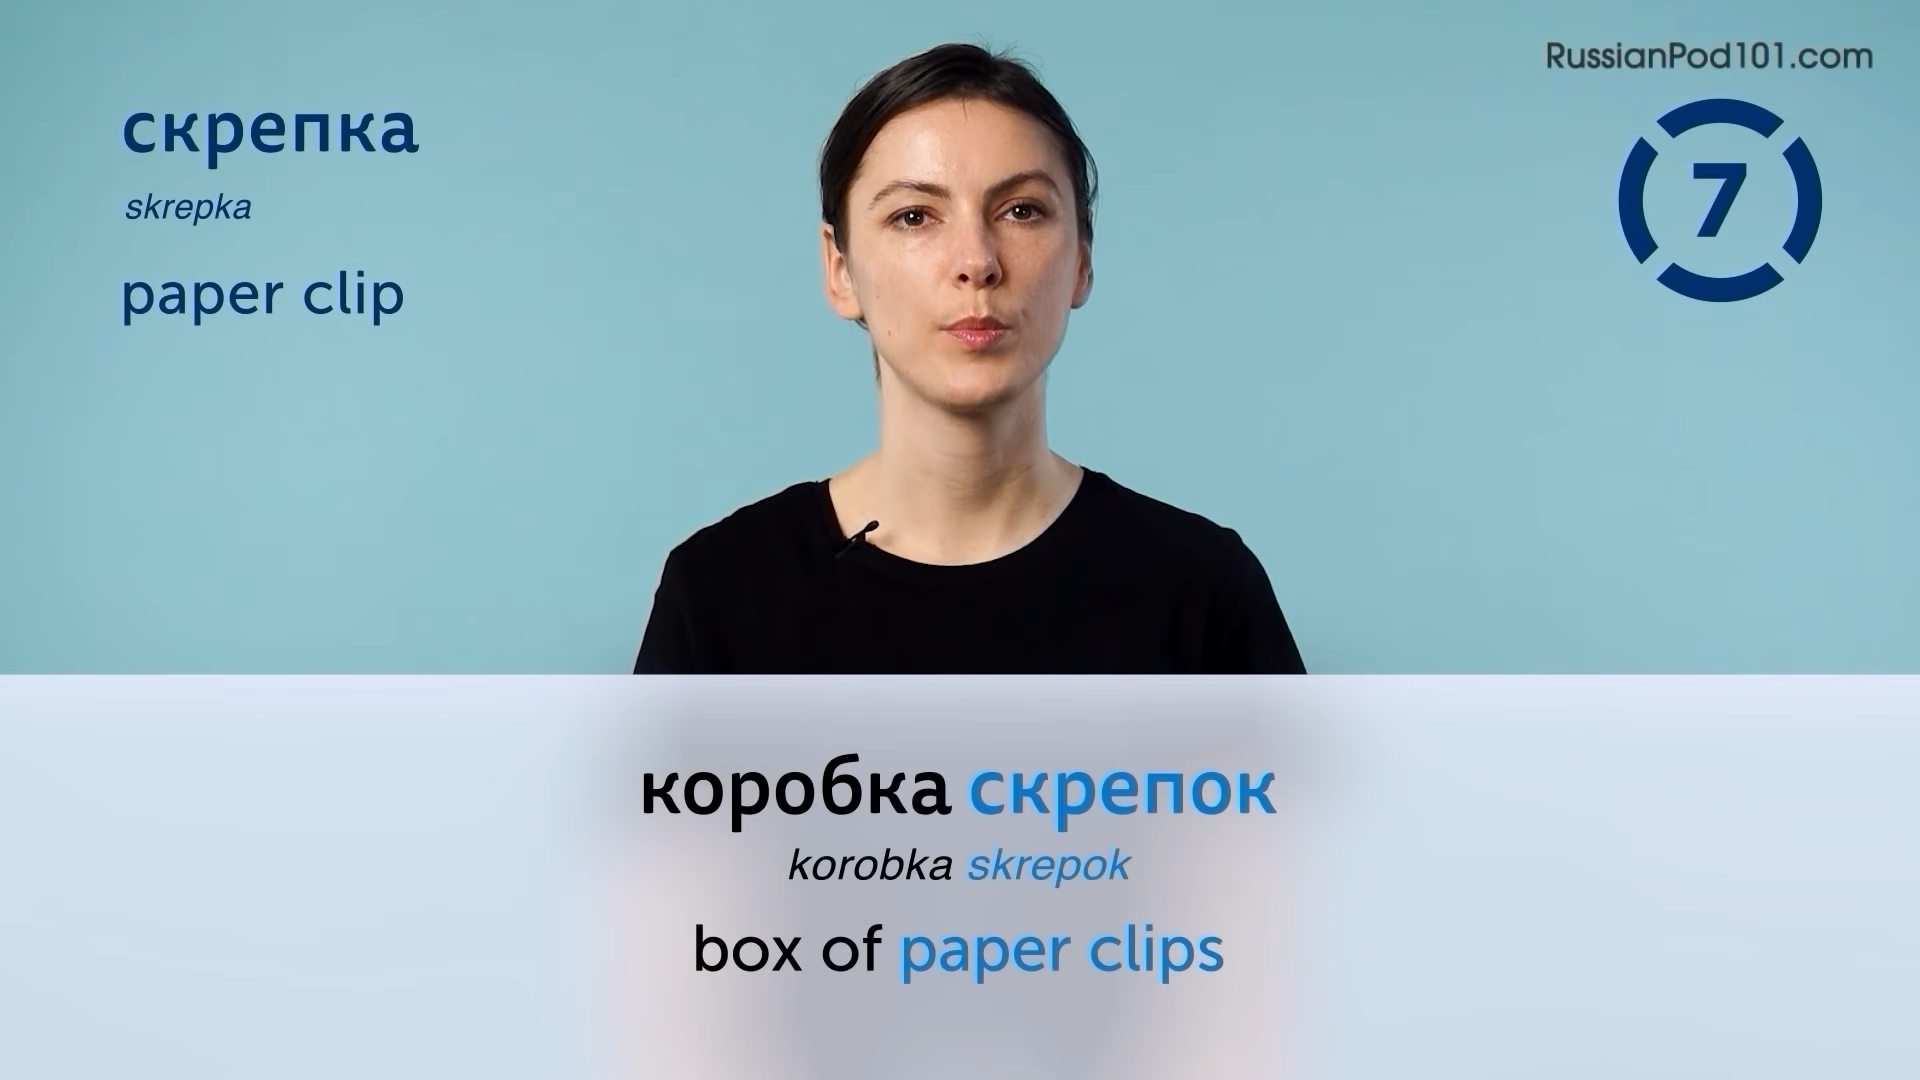 RussianPod101.com
скрепка
skrepka
paper clip
7
коробка скрепок
korobka skrepok
box of paper clips